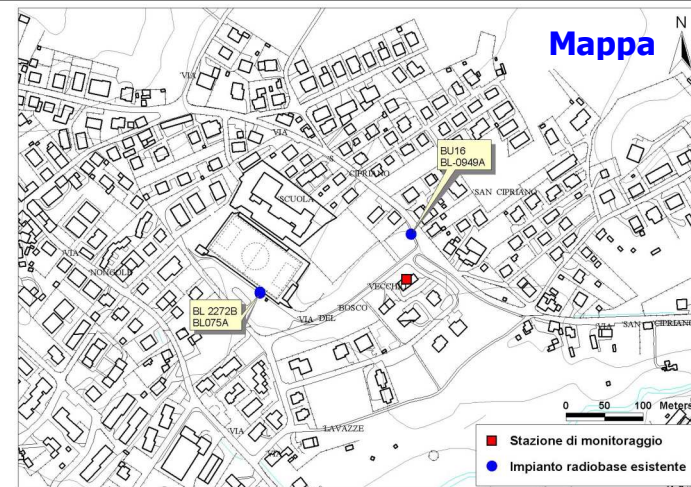 Mappa
N
VIA
VIA
S.
CIPRIANO
BU16
BL-0949A
SCUOLA
SAN CIPRIANO
VIA
NONGOLE
VECCHIO
BL 2272B
BL075A
BOSCO
DEL
VIA
VIA SAN CIPRIANO
0 50 100 Meters
LAVAZZE
VIA
VIA
Stazione di monitoraggio
Impianto radiobase esistente